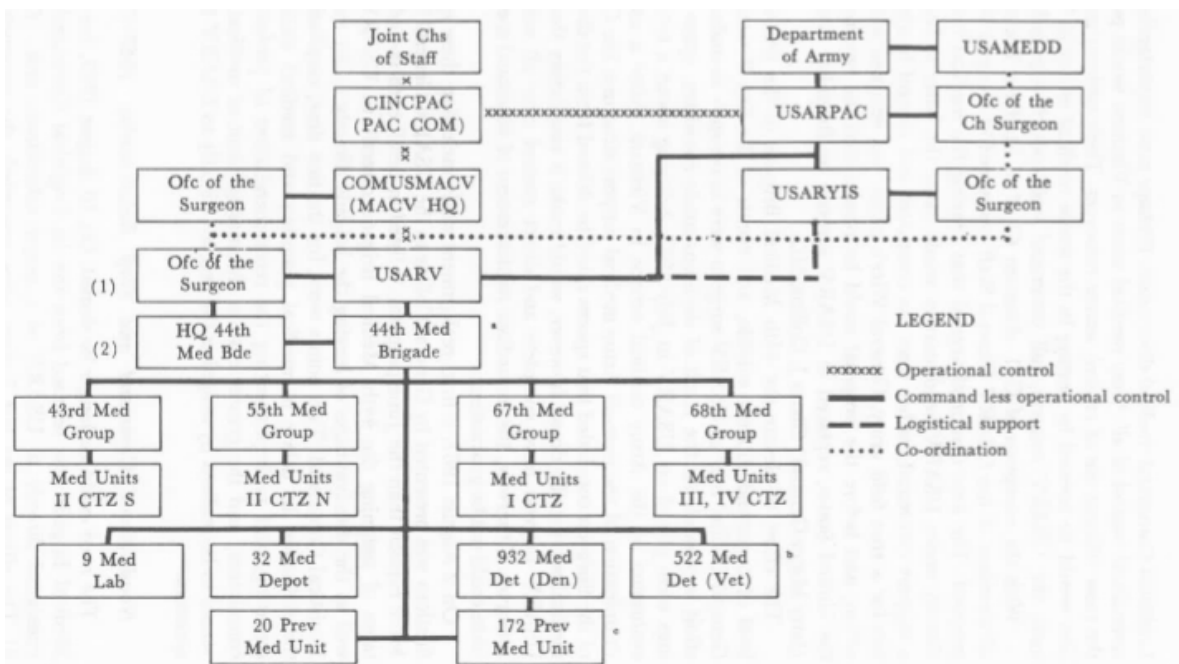 Joint Chs
of Staff
Department
of Army
USAMEDD
CINCPAC
(PAC COM)
USARPAC
Ofc of the
Ch Surgeon
Ofc of the
Surgeon
COMUSMACV
(MACV HQ)
USARYIS
Ofc of the
Surgeon
(1)
Ofc of the
Surgeon
USARV
(2)
HQ 44th
Med Bde
44th Med
Brigade
a
LEGEND
Operational control
Command less operational control
Logistical support
Co-ordination
43rd Med
Group
55th Med
Group
67th Med
Group
68th Med
Group
Med Units
II CTZ S
Med Units
II CTZ N
Med Units
I CTZ
Med Units
III, IV CTZ
9 Med
Lab
32 Med
Depot
932 Med
Det (Den)
522 Med
Det (Vet)
b
20 Prev
Med Unit
172 Prev
Med Unit
c